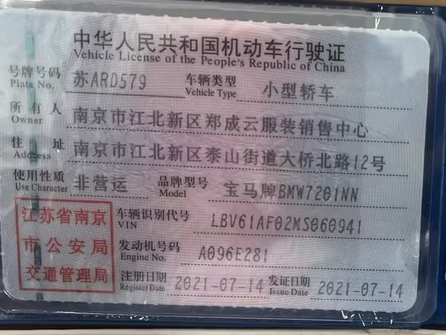 中华人民共和国机动车行驶证
Vehicle License of the People's Republic of China
号牌号码 苏ARD579 车辆类型 小型轿车
Plate No. Vehicle Type
所有人 南京市江北新区郑成云服装销售中心
Owner
住址 南京市江北新区泰山街道大桥北路12号
Address
使用性质 非营运 品牌型号 宝马牌BMW7201NN
Use Character Model
江苏省南京 车辆识别代号 LBV61AF02MS060941
市公安局 VIN
交通管理局 发动机号码 A096E281
Engine No.
注册日期 2021-07-14 发证日期 2021-07-14
Register Date Issue Date